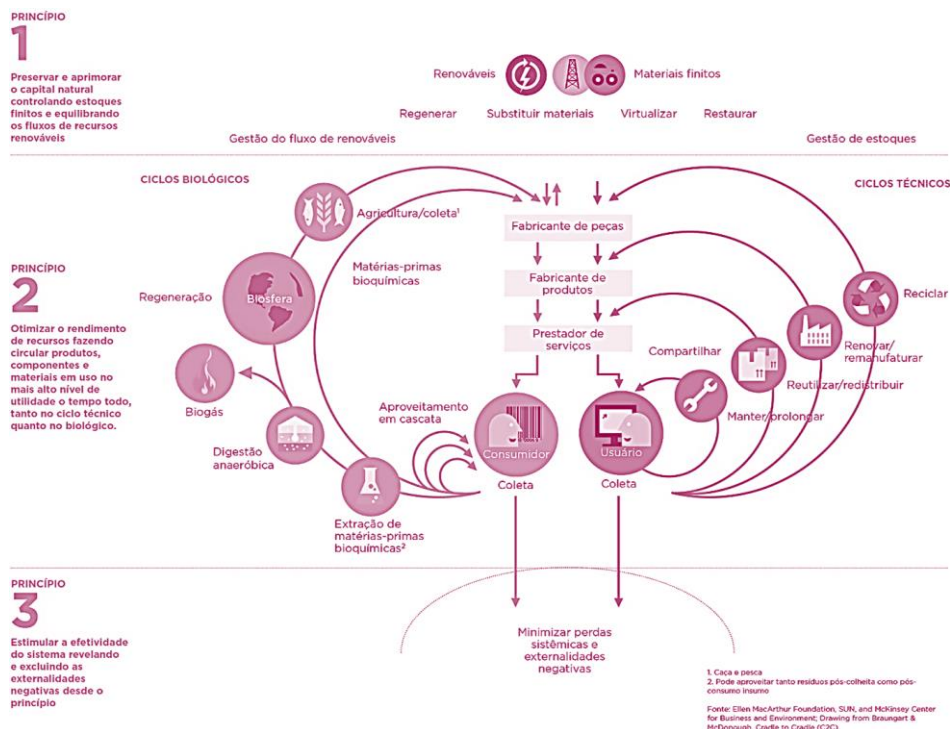 PRINCÍPIO
1
Preservar e aprimorar
o capital natural
controlando estoques
finitos e equilibrando
os fluxos de recursos
renováveis
Renováveis
Materiais finitos
Regenerar
Substituir materiais
Virtualizar
Restaurar
Gestão do fluxo de renováveis
Gestão de estoques
PRINCÍPIO
2
Otimizar o rendimento
de recursos fazendo
circular produtos,
componentes e
materiais em uso no
mais alto nível de
utilidade o tempo todo,
tanto no ciclo técnico
quanto no biológico.
CICLOS BIOLÓGICOS
CICLOS TÉCNICOS
Agricultura/coleta¹
Matérias-primas
bioquímicas
Regeneração
Biosfera
Biogás
Digestão
anaeróbica
Extração de
matérias-primas
bioquímicas²
Aproveitamento
em cascata
Fabricante de peças
Fabricante de
produtos
Prestador de
serviços
Consumidor
Coleta
Usuário
Coleta
Compartilhar
Manter/prolongar
Reutilizar/redistribuir
Renovar/
remanufaturar
Reciclar
PRINCÍPIO
3
Estimular a efetividade
do sistema revelando
e excluindo as
externalidades
negativas desde o
princípio
Minimizar perdas
sistêmicas e
externalidades
negativas
1. Caça e pesca
2. Pode aproveitar tanto resíduos pós-colheita como pós-
consumo insumo
Fonte: Ellen MacArthur Foundation, SUN, and McKinsey Center
for Business and Environment; Drawing from Braungart &
McDonough, Cradle to Cradle (C2C).